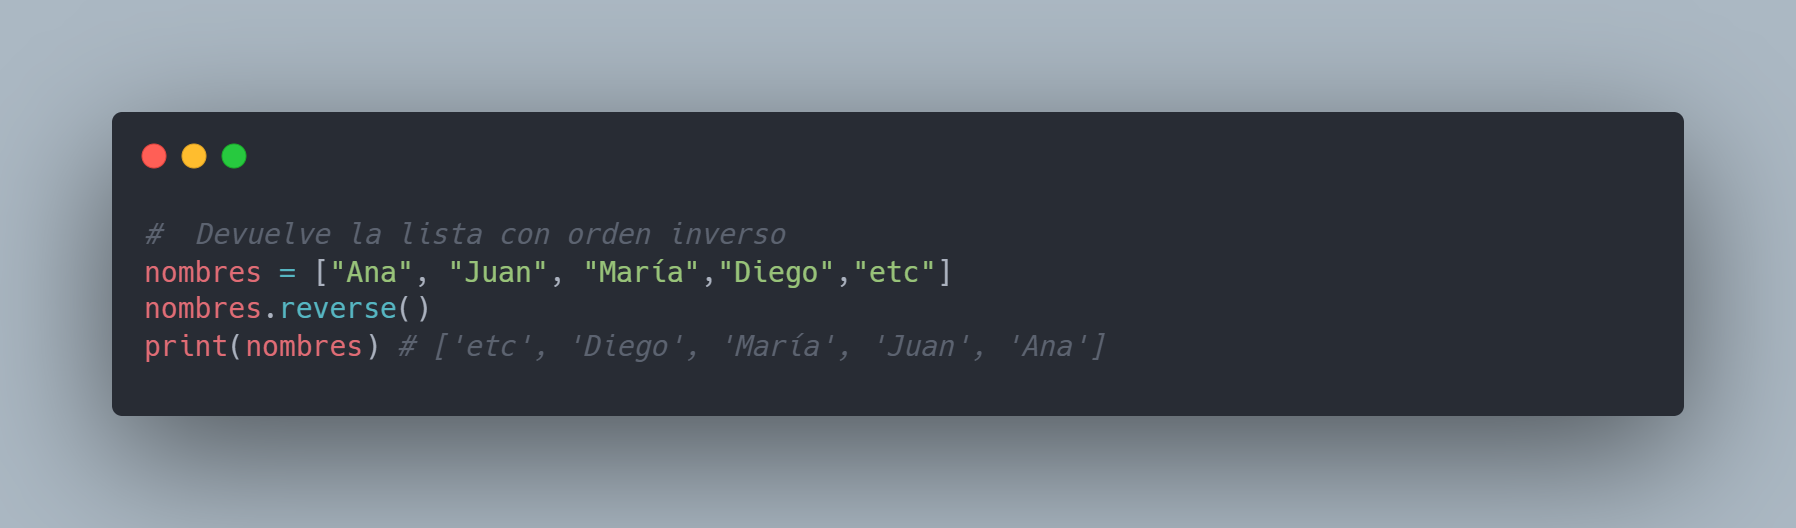 #  Devuelve la lista con orden inverso
nombres = ["Ana", "Juan", "María","Diego","etc"]
nombres.reverse()
print(nombres) # ['etc', 'Diego', 'María', 'Juan', 'Ana']